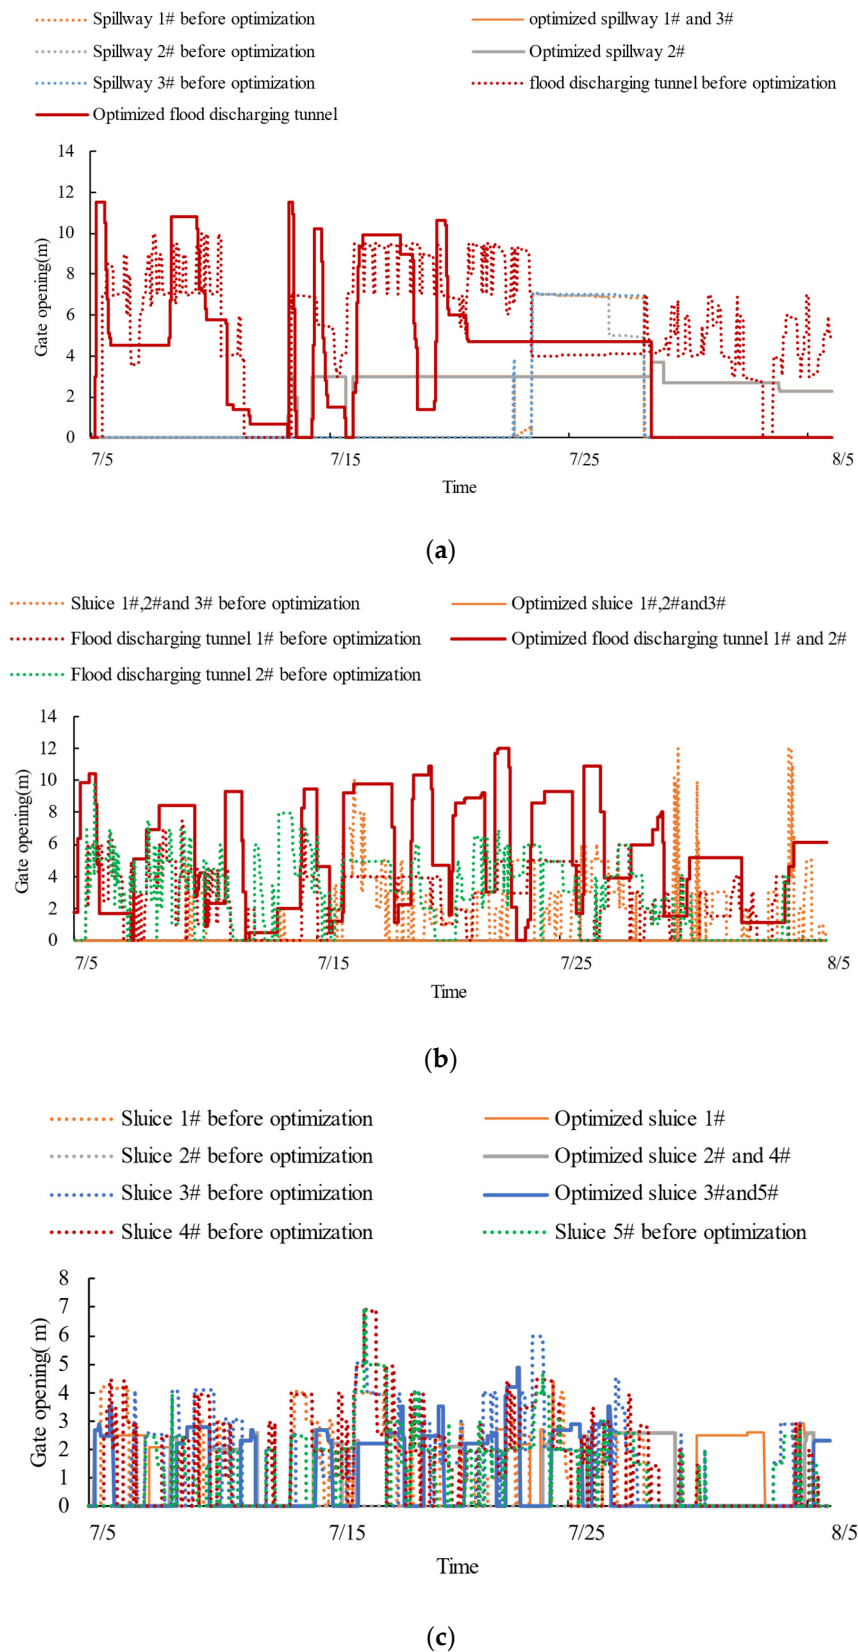 Spillway 1# before optimization
optimized spillway 1# and 3#
Spillway 2# before optimization
Optimized spillway 2#
Spillway 3# before optimization
flood discharging tunnel before optimization
Optimized flood discharging tunnel
14
12
10
8
6
4
2
0
Gate opening(m)
7/5
7/15
7/25
8/5
Time
(a)
Sluice 1#,2#and 3# before optimization
Optimized sluice 1#,2#and3#
Flood discharging tunnel 1# before optimization
Optimized flood discharging tunnel 1# and 2#
Flood discharging tunnel 2# before optimization
14
12
10
8
6
4
2
0
Gate opening(m)
7/5
7/15
7/25
8/5
Time
(b)
Sluice 1# before optimization
Optimized sluice 1#
Sluice 2# before optimization
Optimized sluice 2# and 4#
Sluice 3# before optimization
Optimized sluice 3#and5#
Sluice 4# before optimization
Sluice 5# before optimization
8
7
6
5
4
3
2
1
0
Gate opening( m)
7/5
7/15
7/25
8/5
Time
(c)